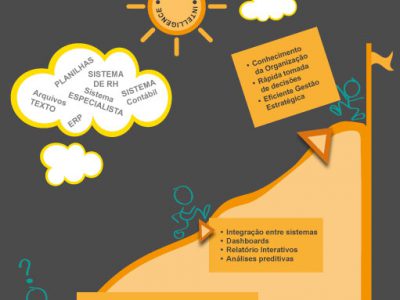 INTELLIGENCE
• Conhecimento
da Organização
• Rápida tomada
de decisões
• Eficiente Gestão
Estratégica
PLANILHAS
SISTEMA
DE RH
SISTEMA
Contábil
Sistema
ESPECIALISTA
Arquivos
TEXTO
ERP
• Integração entre sistemas
• Dashboards
• Relatório interativos
• Análises preditivas
?